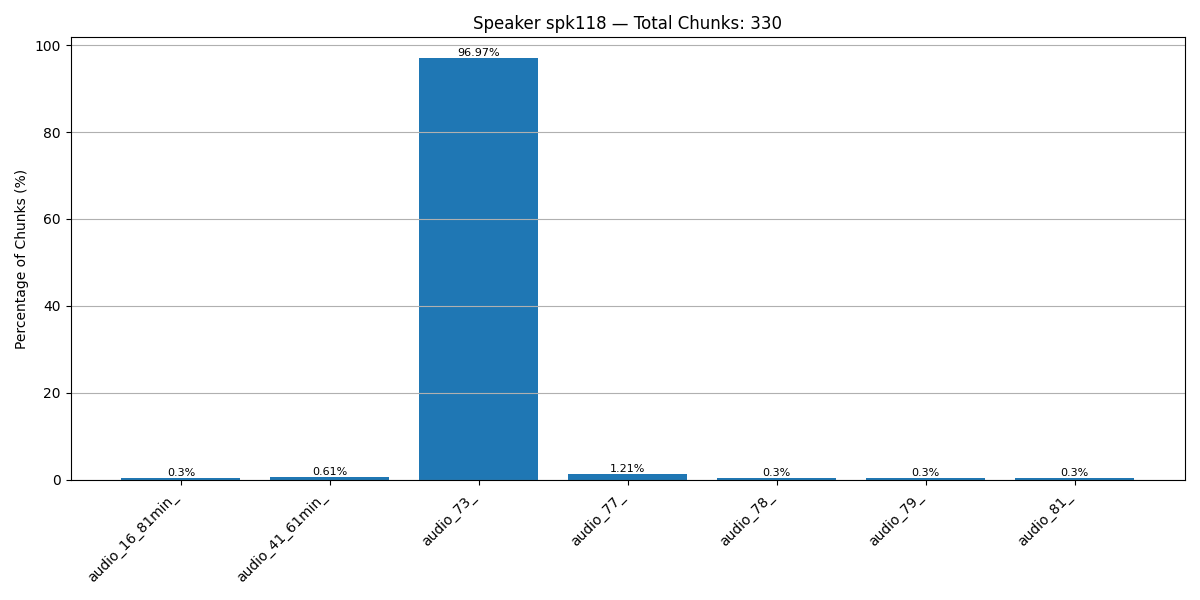 Speaker spk118 — Total Chunks: 330
Percentage of Chunks (%)
100
80
60
40
20
0
0.3%
0.61%
96.97%
1.21%
0.3%
0.3%
0.3%
audio_16_81min_
audio_41_61min_
audio_73_
audio_77_
audio_78_
audio_79_
audio_81_